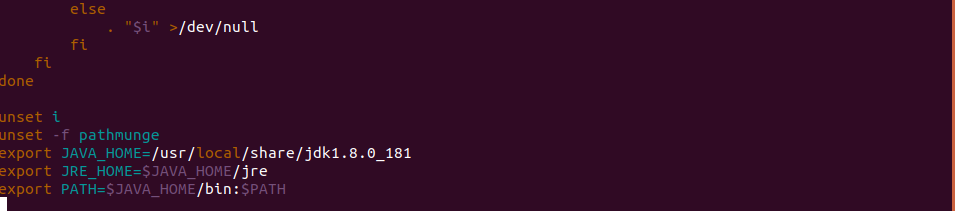 else
. "$i" >/dev/null
fi
fi
done
unset i
unset -f pathmunge
export JAVA_HOME=/usr/local/share/jdk1.8.0_181
export JRE_HOME=$JAVA_HOME/jre
export PATH=$JAVA_HOME/bin:$PATH